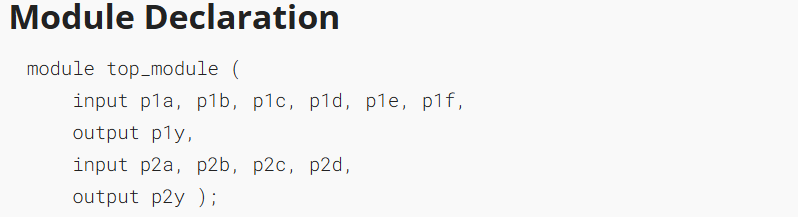 Module Declaration
module top_module (
input p1a, p1b, p1c, p1d, p1e, p1f,
output p1y,
input p2a, p2b, p2c, p2d,
output p2y );